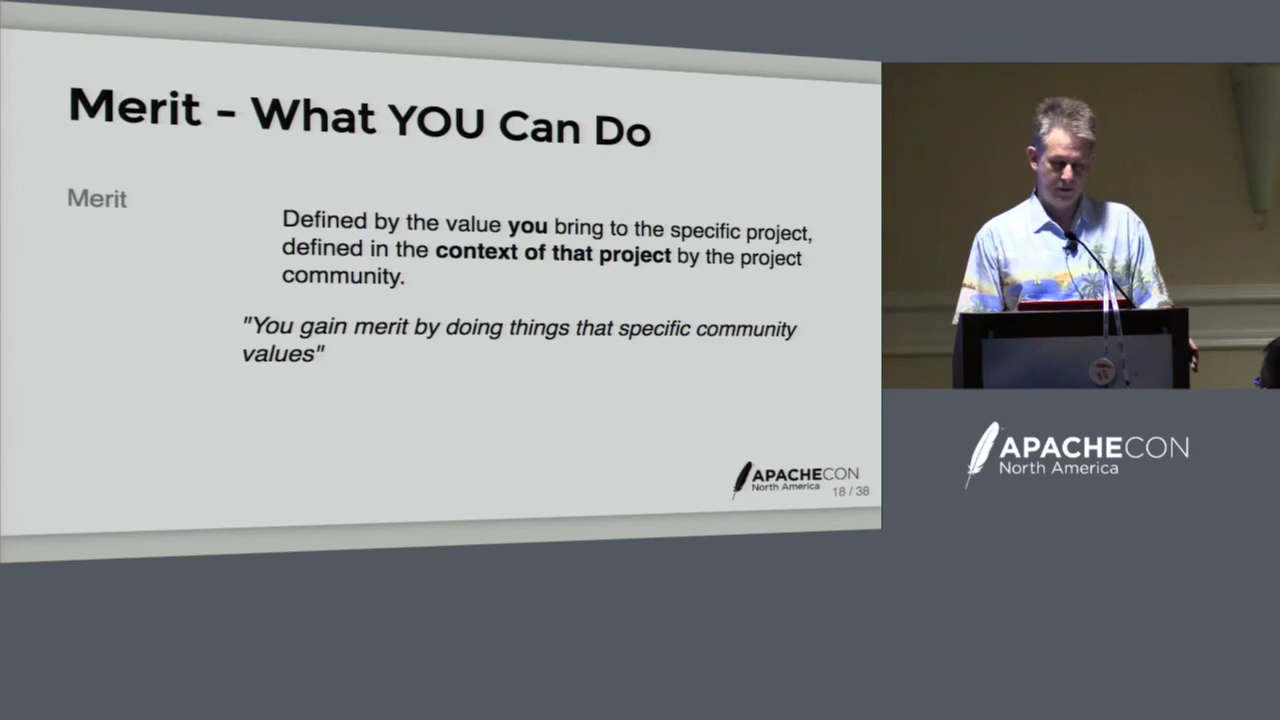 Merit - What YOU Can Do
Merit
Defined by the value you bring to the specific project,
defined in the context of that project by the project
community.
"You gain merit by doing things that specific community
values"
APACHECON
North America
18 / 38
APACHECON
North America